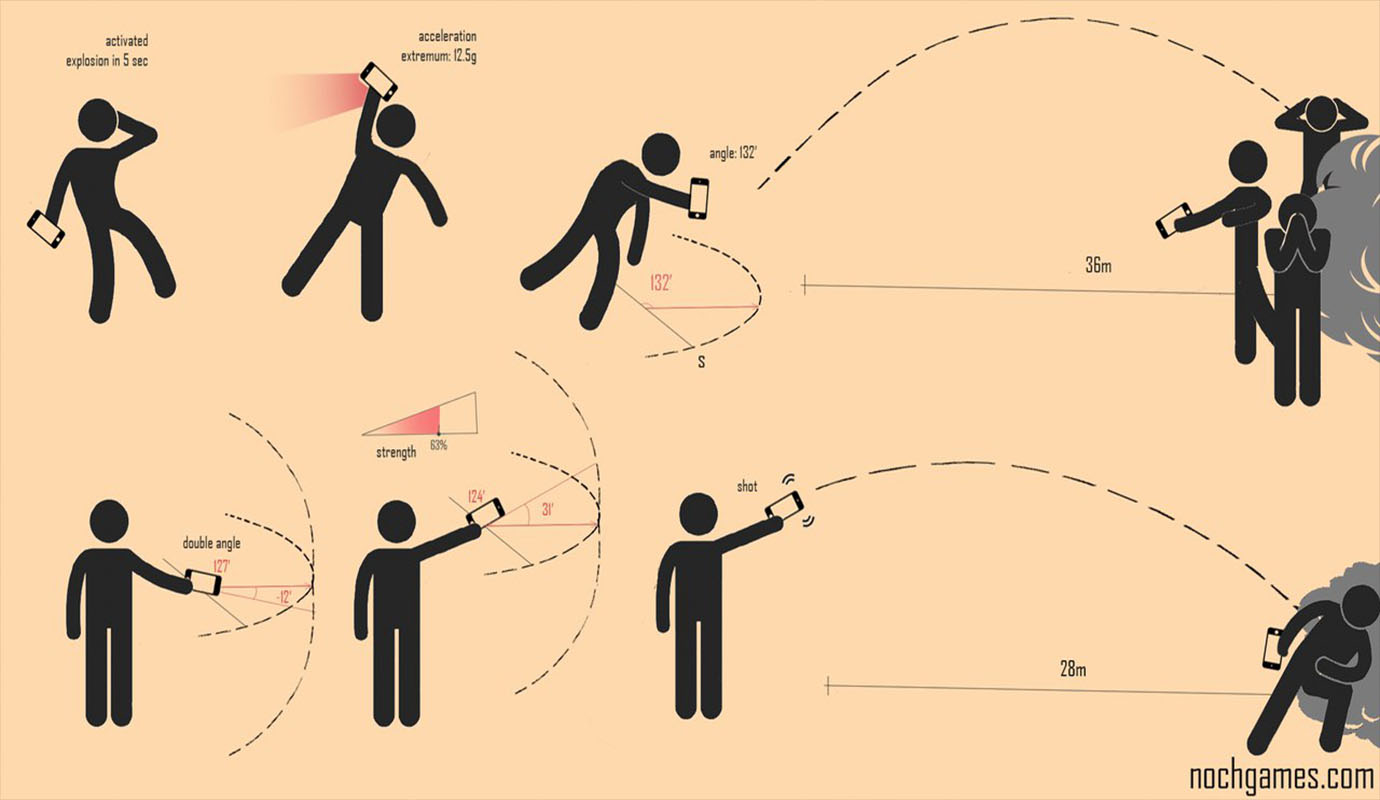 activated
explosion in 5 sec
acceleration
extremum: 12.5g
angle: 132'
132'
S
36m
strength
63%
double angle
127'
-12'
124'
31'
shot
28m
nochgames.com